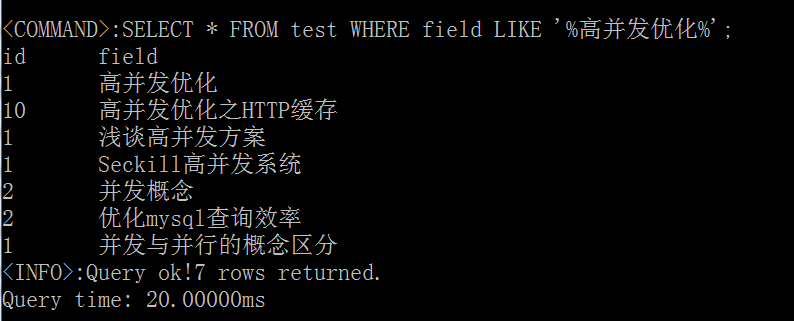 <COMMAND>:SELECT * FROM test WHERE field LIKE '%高并发优化%';
id field
1 高并发优化
10 高并发优化之HTTP缓存
1 浅谈高并发方案
1 Seckill高并发系统
2 并发概念
2 优化mysql查询效率
1 并发与并行的概念区分
<INFO>:Query ok!7 rows returned.
Query time: 20.00000ms